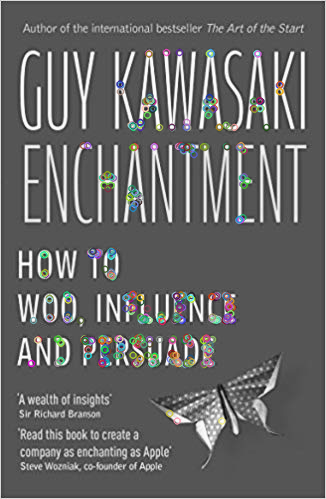 Author of the international bestseller The Art of the Start
GUY KAWASAKI
ENCHANTMENT
HOW TO
WOO, INFLUENCE
AND PERSUADE
'A wealth of insights'
Sir Richard Branson
'Read this book to create a
company as enchanting as Apple'
Steve Wozniak, co-founder of Apple